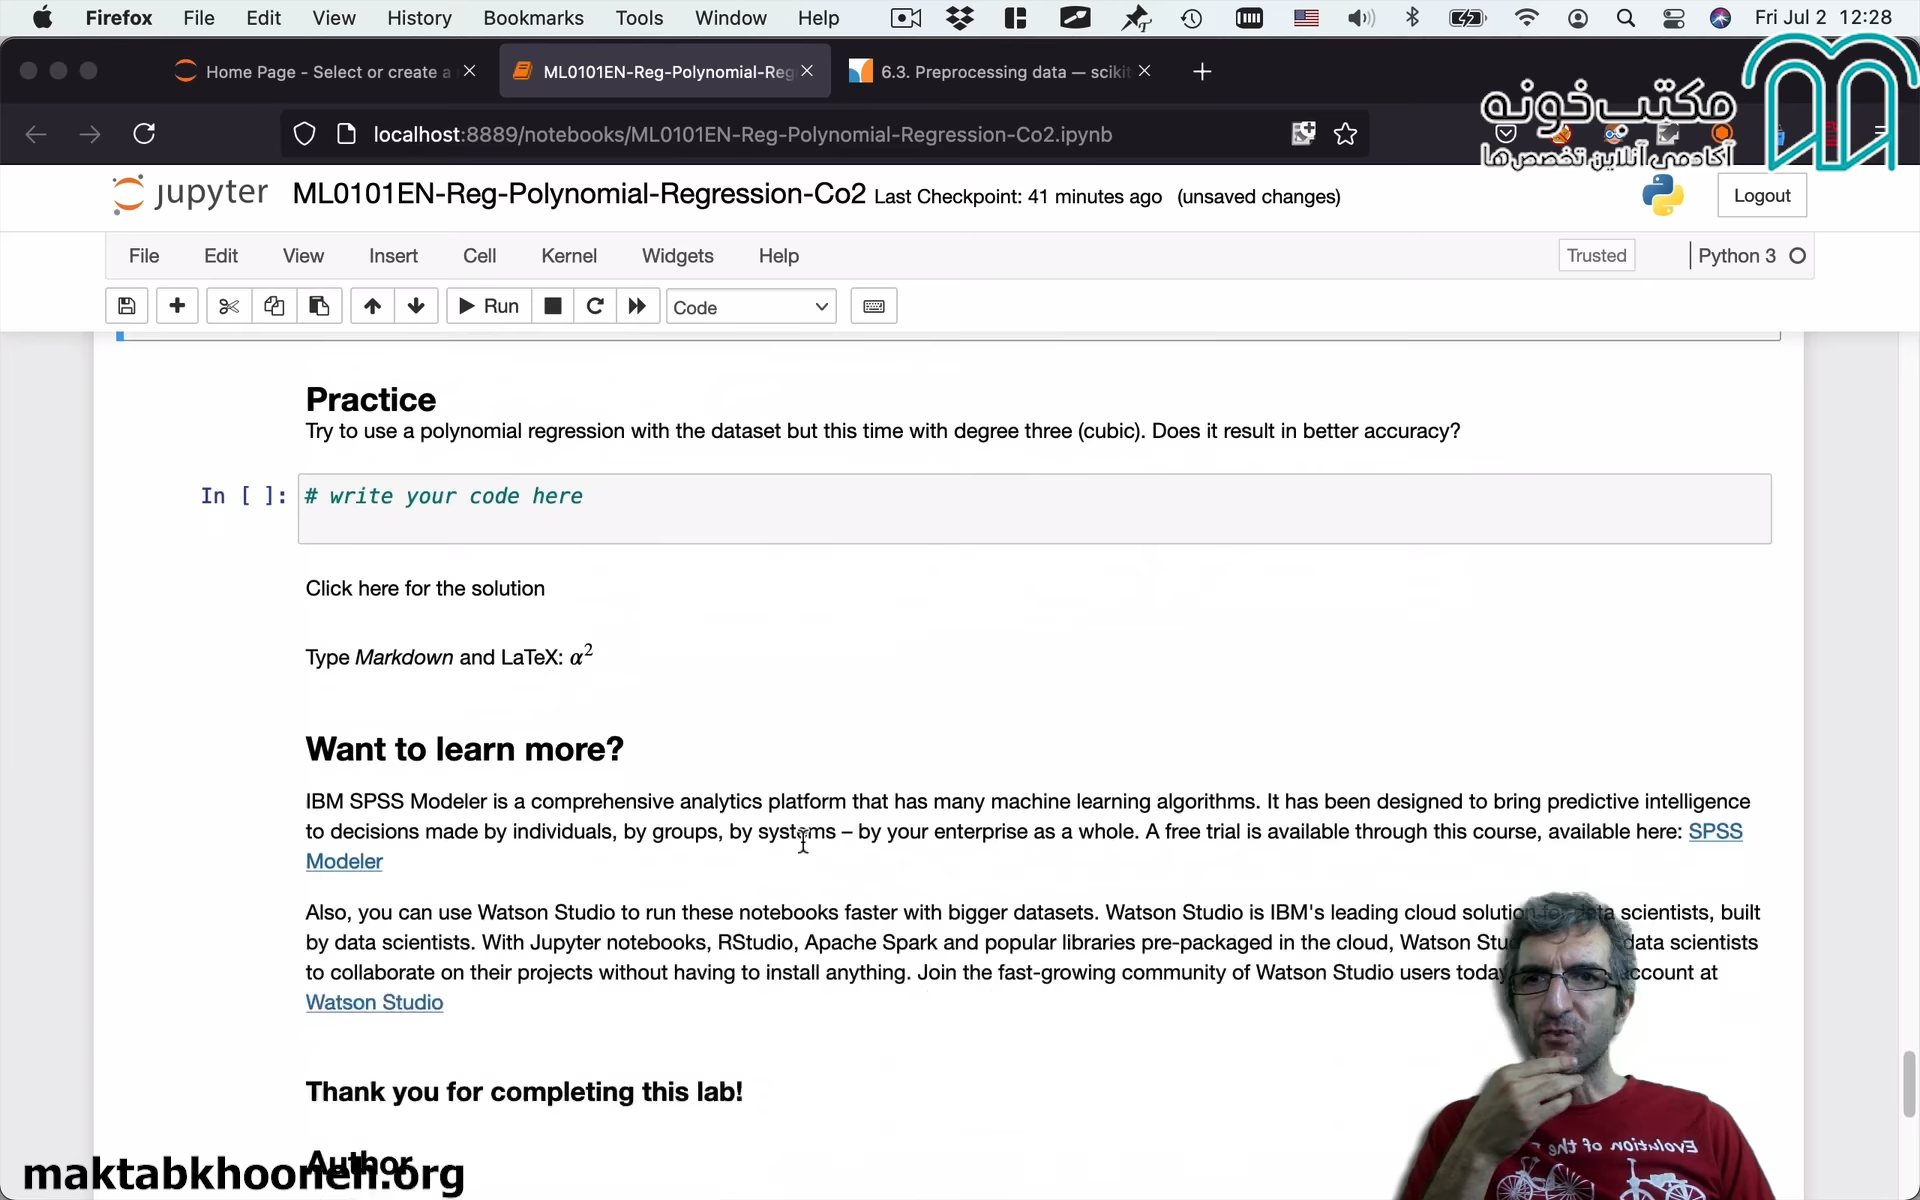 Firefox File Edit View History Bookmarks Tools Window Help Fri Jul 2 12:28
Home Page - Select or create a
ML0101EN-Reg-Polynomial-Reg
6.3. Preprocessing data — scikit
localhost:8889/notebooks/ML0101EN-Reg-Polynomial-Regression-Co2.ipynb
مکتب‌خونه
آکادمی آنلاین تخصص‌ها
jupyter ML0101EN-Reg-Polynomial-Regression-Co2 Last Checkpoint: 41 minutes ago (unsaved changes) Logout
File Edit View Insert Cell Kernel Widgets Help Trusted Python 3
Run Code
Practice
Try to use a polynomial regression with the dataset but this time with degree three (cubic). Does it result in better accuracy?
In [ ]: # write your code here
Click here for the solution
Type Markdown and LaTeX: α²
Want to learn more?
IBM SPSS Modeler is a comprehensive analytics platform that has many machine learning algorithms. It has been designed to bring predictive intelligence
to decisions made by individuals, by groups, by systems – by your enterprise as a whole. A free trial is available through this course, available here: SPSS
Modeler
Also, you can use Watson Studio to run these notebooks faster with bigger datasets. Watson Studio is IBM's leading cloud solution for data scientists, built
by data scientists. With Jupyter notebooks, RStudio, Apache Spark and popular libraries pre-packaged in the cloud, Watson data scientists
to collaborate on their projects without having to install anything. Join the fast-growing community of Watson Studio users today account at
Watson Studio
Thank you for completing this lab!
Author
maktabkhooneh.org
Evolution of the